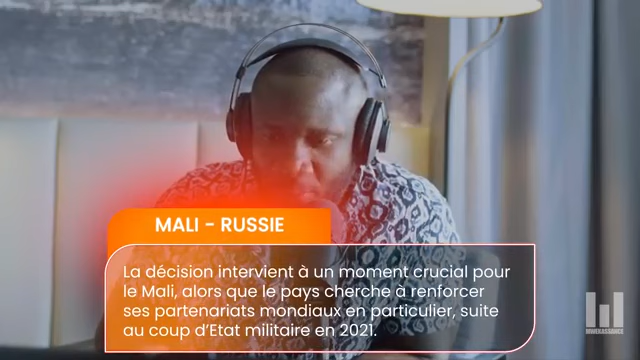 MALI - RUSSIE
La décision intervient à un moment crucial pour
le Mali, alors que le pays cherche à renforcer
ses partenariats mondiaux en particulier, suite
au coup d'Etat militaire en 2021.